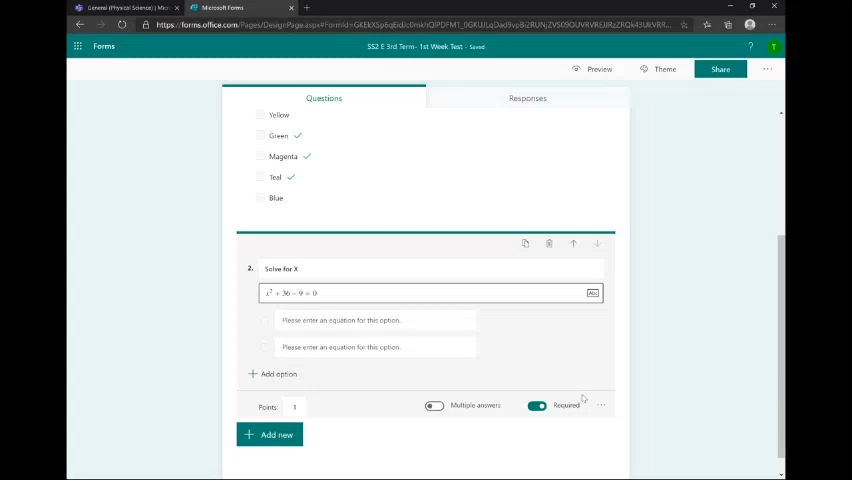 General (Physical Science) | Micros
Microsoft Forms
Forms
SS2 E 3rd Term- 1st Week Test - Saved
?
T
Preview
Theme
Share
Questions
Responses
Yellow
Green
Magenta
Teal
Blue
2. Solve for X
x² + 36 − 9 = 0
Abc
Please enter an equation for this option.
Please enter an equation for this option.
+ Add option
Points: 1
Multiple answers
Required
+ Add new